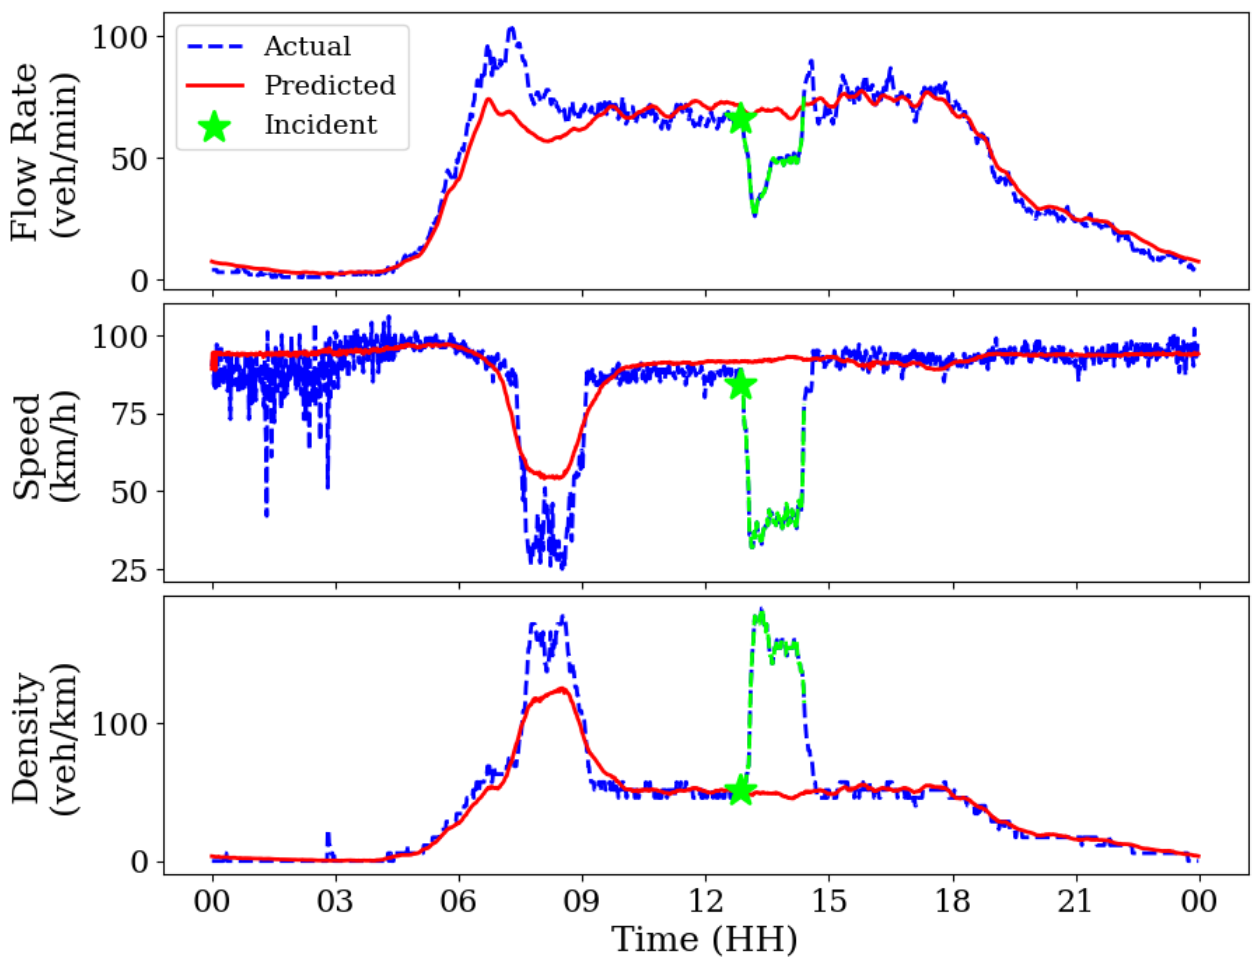 Flow Rate
(veh/min)
100
50
0
Actual
Predicted
Incident
Speed
(km/h)
100
75
50
25
Density
(veh/km)
100
0
00 03 06 09 12 15 18 21 00
Time (HH)